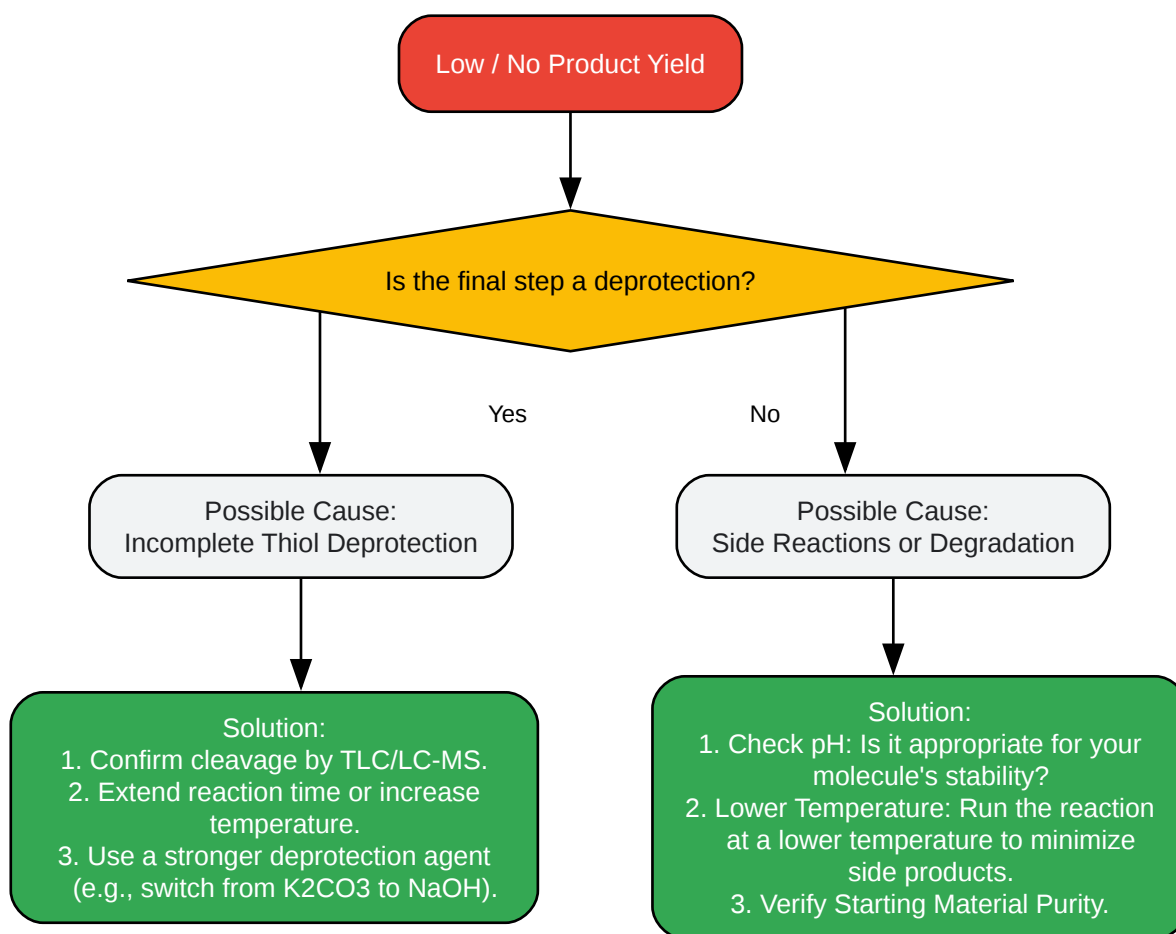 Low / No Product Yield
Is the final step a deprotection?
Yes
No
Possible Cause:
Incomplete Thiol Deprotection
Possible Cause:
Side Reactions or Degradation
Solution:
1. Confirm cleavage by TLC/LC-MS.
2. Extend reaction time or increase
temperature.
3. Use a stronger deprotection agent
(e.g., switch from K2CO3 to NaOH).
Solution:
1. Check pH: Is it appropriate for your
molecule's stability?
2. Lower Temperature: Run the reaction
at a lower temperature to minimize
side products.
3. Verify Starting Material Purity.